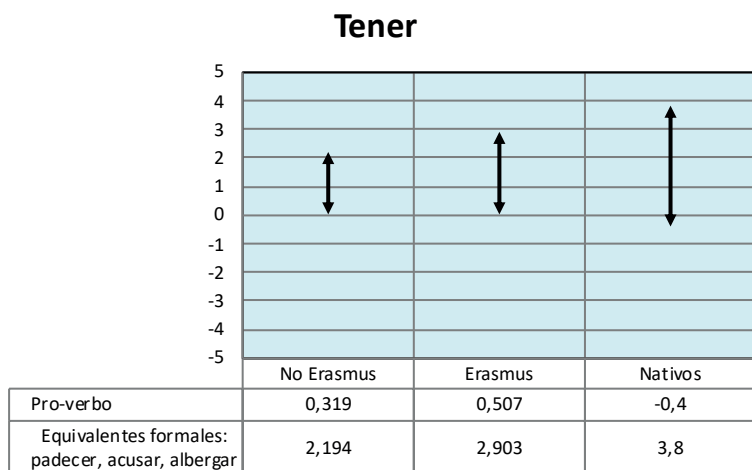 Tener
5
4
3
2
1
0
-1
-2
-3
-4
-5
No Erasmus Erasmus Nativos
Pro-verbo 0,319 0,507 -0,4
Equivalentes formales:
padecer, acusar, albergar 2,194 2,903 3,8